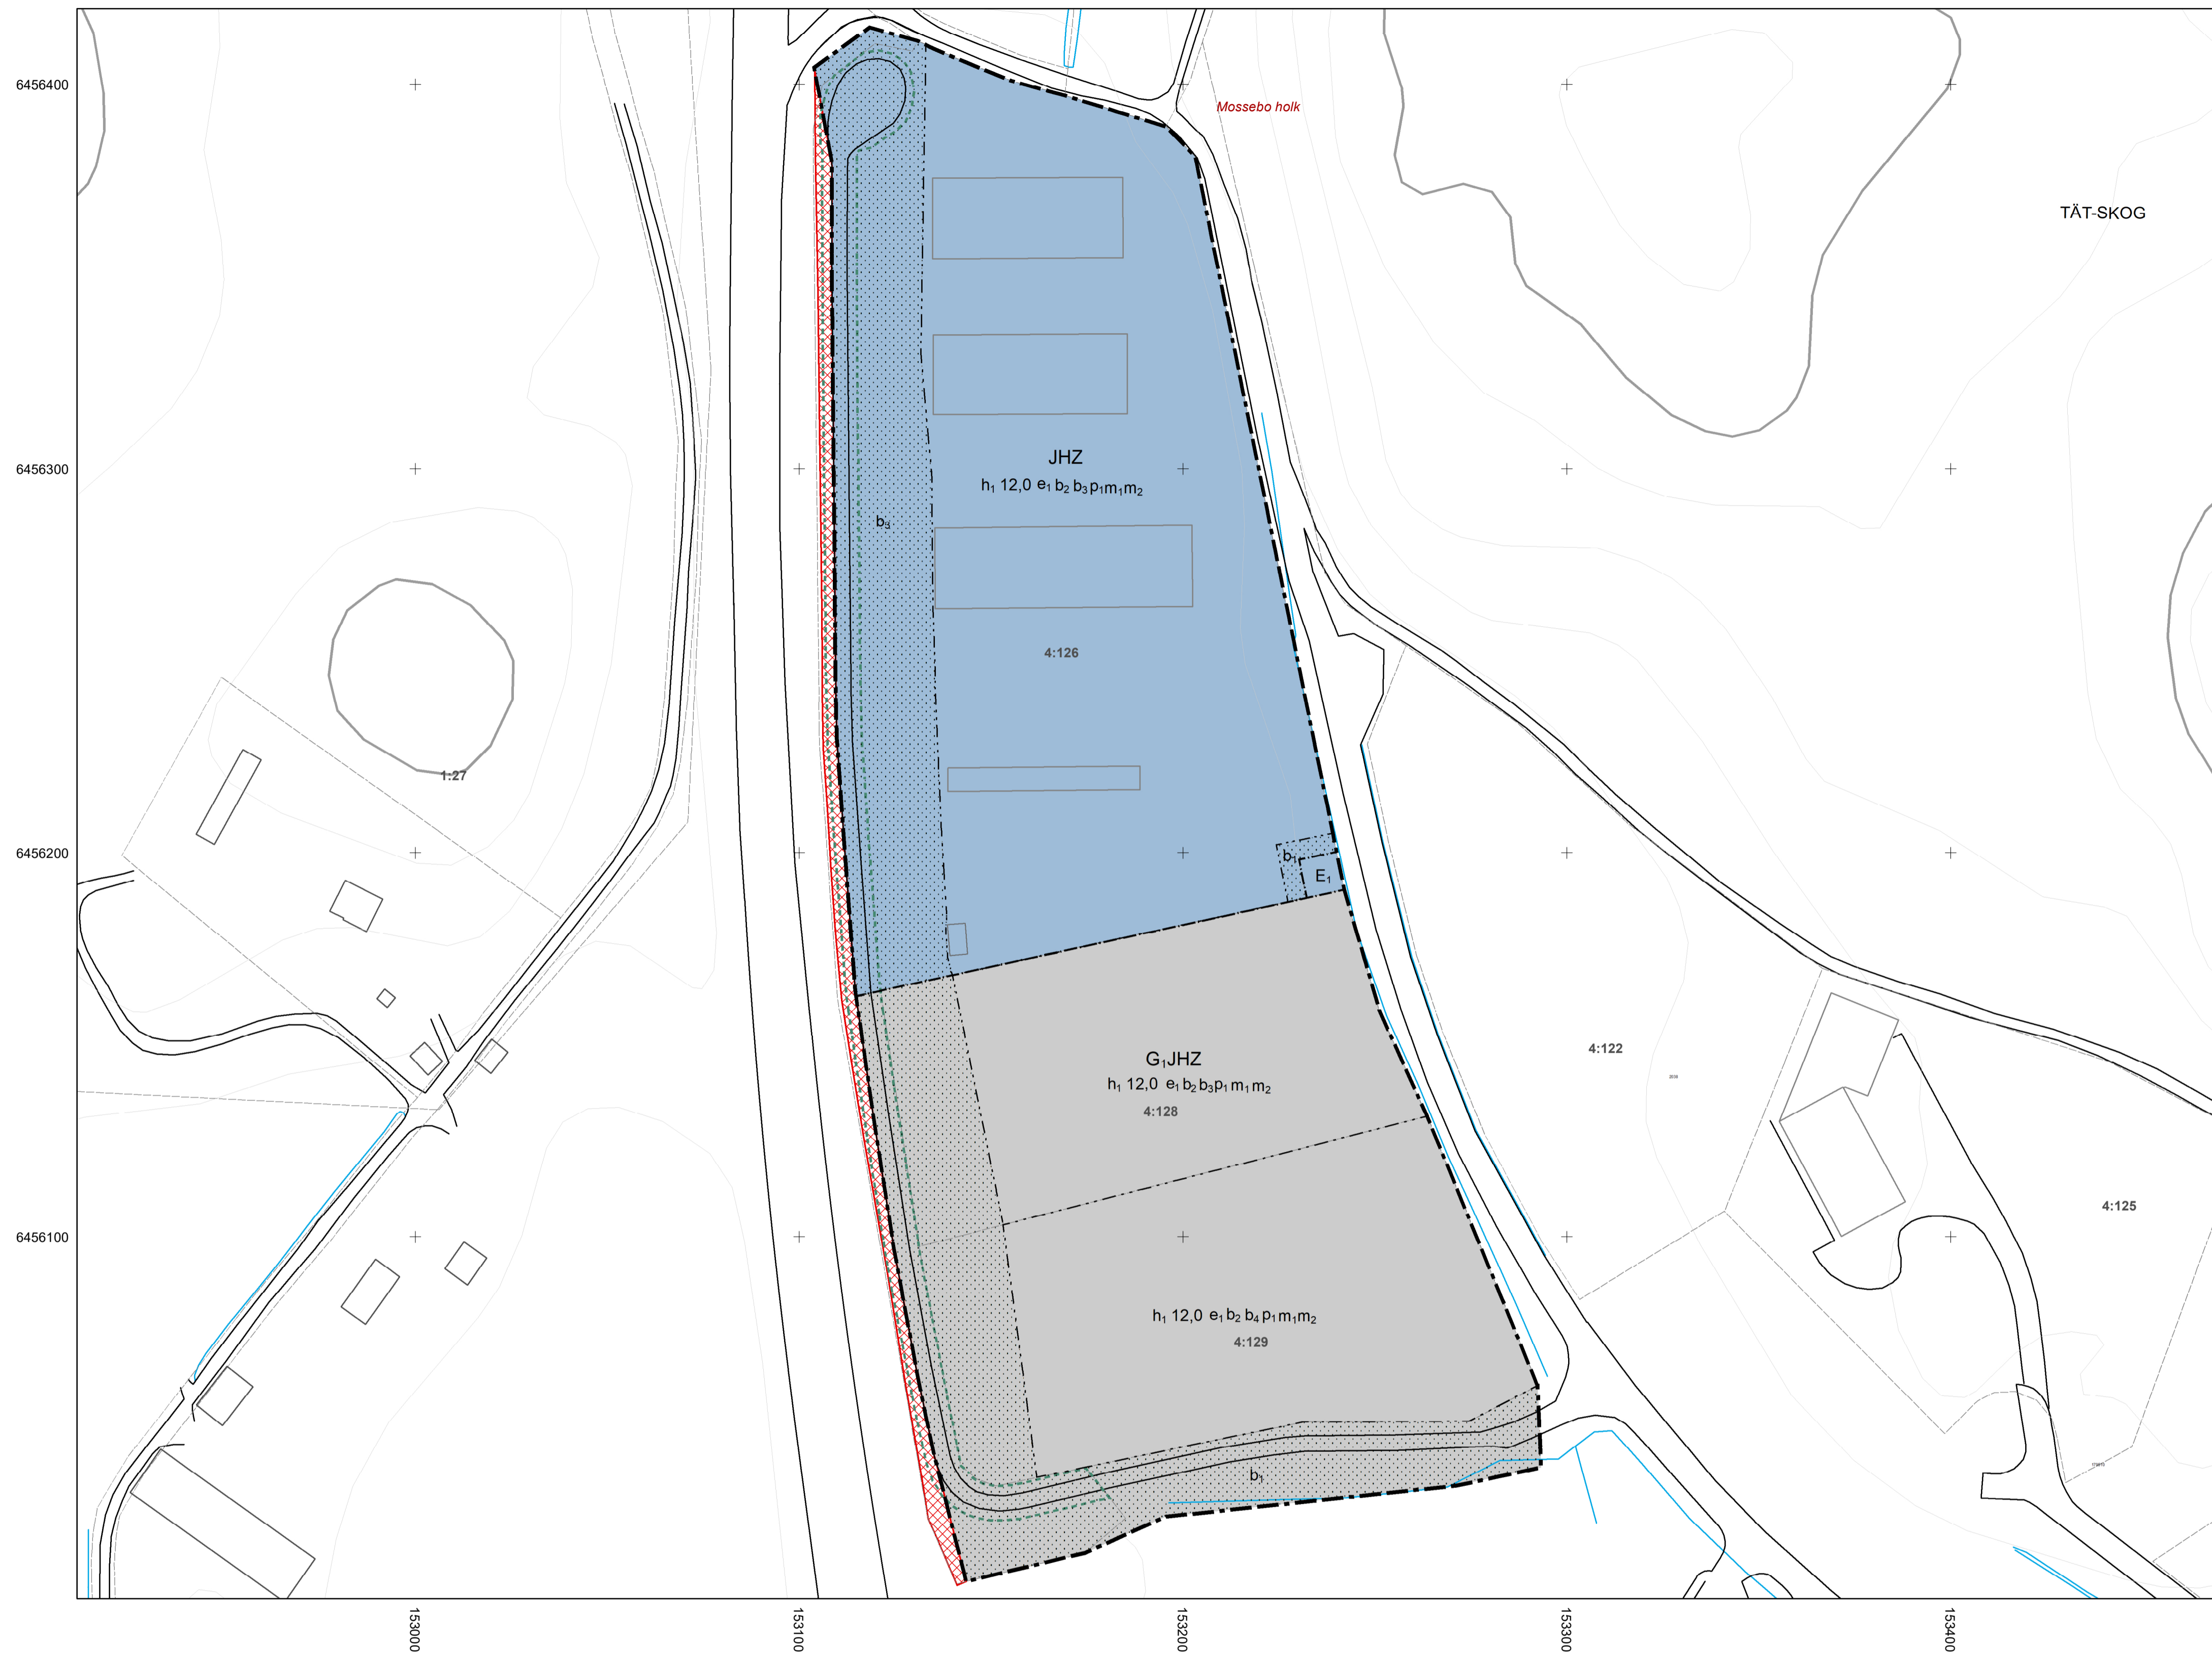 6456400
Mossebo holk
TÄT-SKOG
6456300
JHZ
h₁ 12,0 e₁ b₂ b₃ p₁ m₁ m₂
b₃
4:126
1:27
6456200
b₁
E₁
G₁JHZ
h₁ 12,0 e₁ b₂ b₃ p₁ m₁ m₂
4:128
4:122
4:125
6456100
h₁ 12,0 e₁ b₂ b₄ p₁ m₁ m₂
4:129
b₁
153000
153100
153200
153300
153400